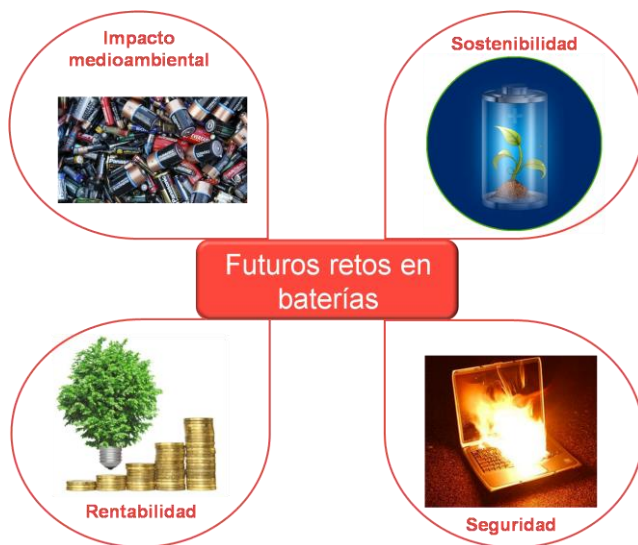 Impacto
medioambiental
Sostenibilidad
Futuros retos en
baterías
Rentabilidad
Seguridad